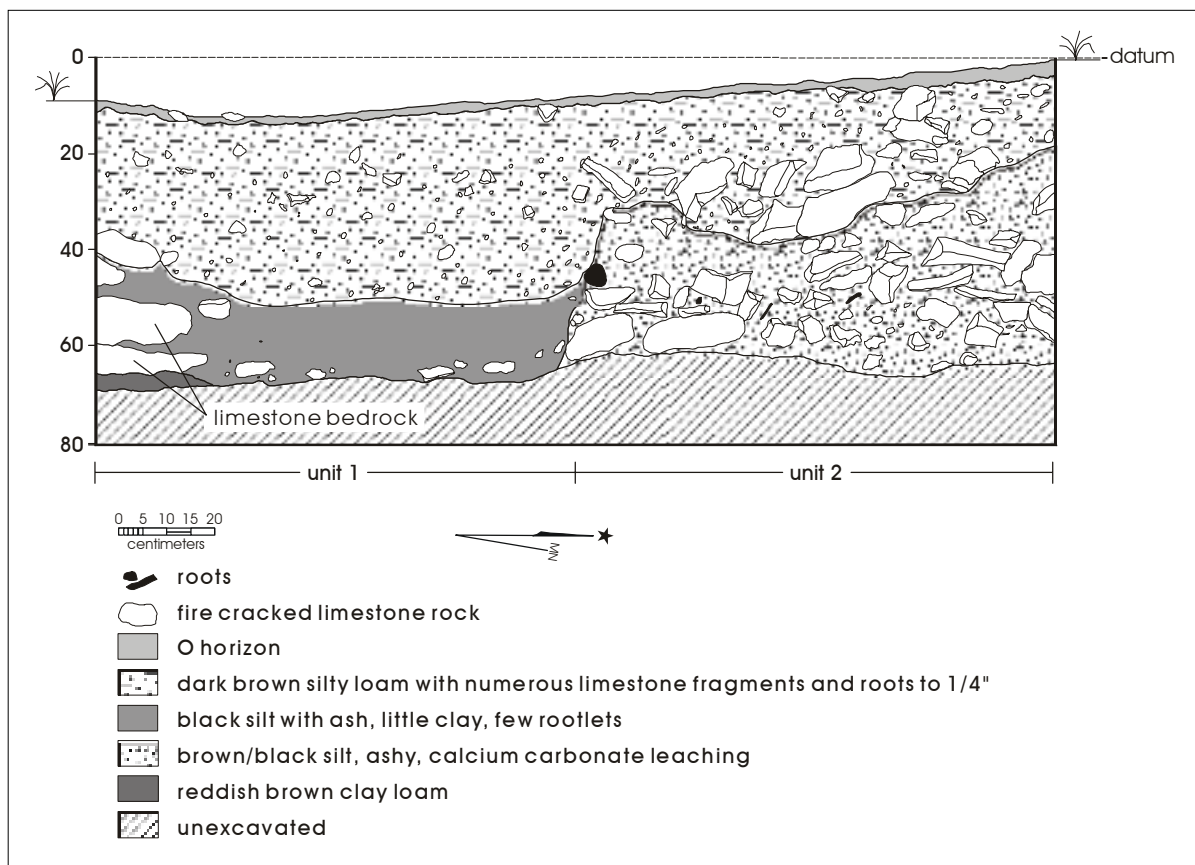 0
datum
20
40
60
limestone bedrock
80
unit 1
unit 2
0 5 10 15 20
centimeters
MN
roots
fire cracked limestone rock
O horizon
dark brown silty loam with numerous limestone fragments and roots to 1/4"
black silt with ash, little clay, few rootlets
brown/black silt, ashy, calcium carbonate leaching
reddish brown clay loam
unexcavated